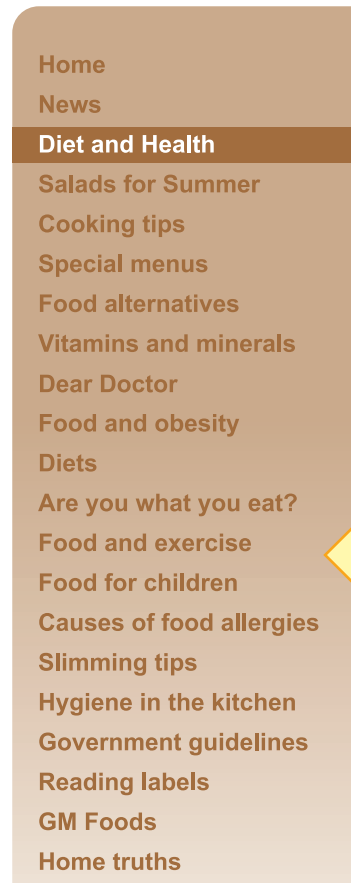 Home
News
Diet and Health
Salads for Summer
Cooking tips
Special menus
Food alternatives
Vitamins and minerals
Dear Doctor
Food and obesity
Diets
Are you what you eat?
Food and exercise
Food for children
Causes of food allergies
Slimming tips
Hygiene in the kitchen
Government guidelines
Reading labels
GM Foods
Home truths